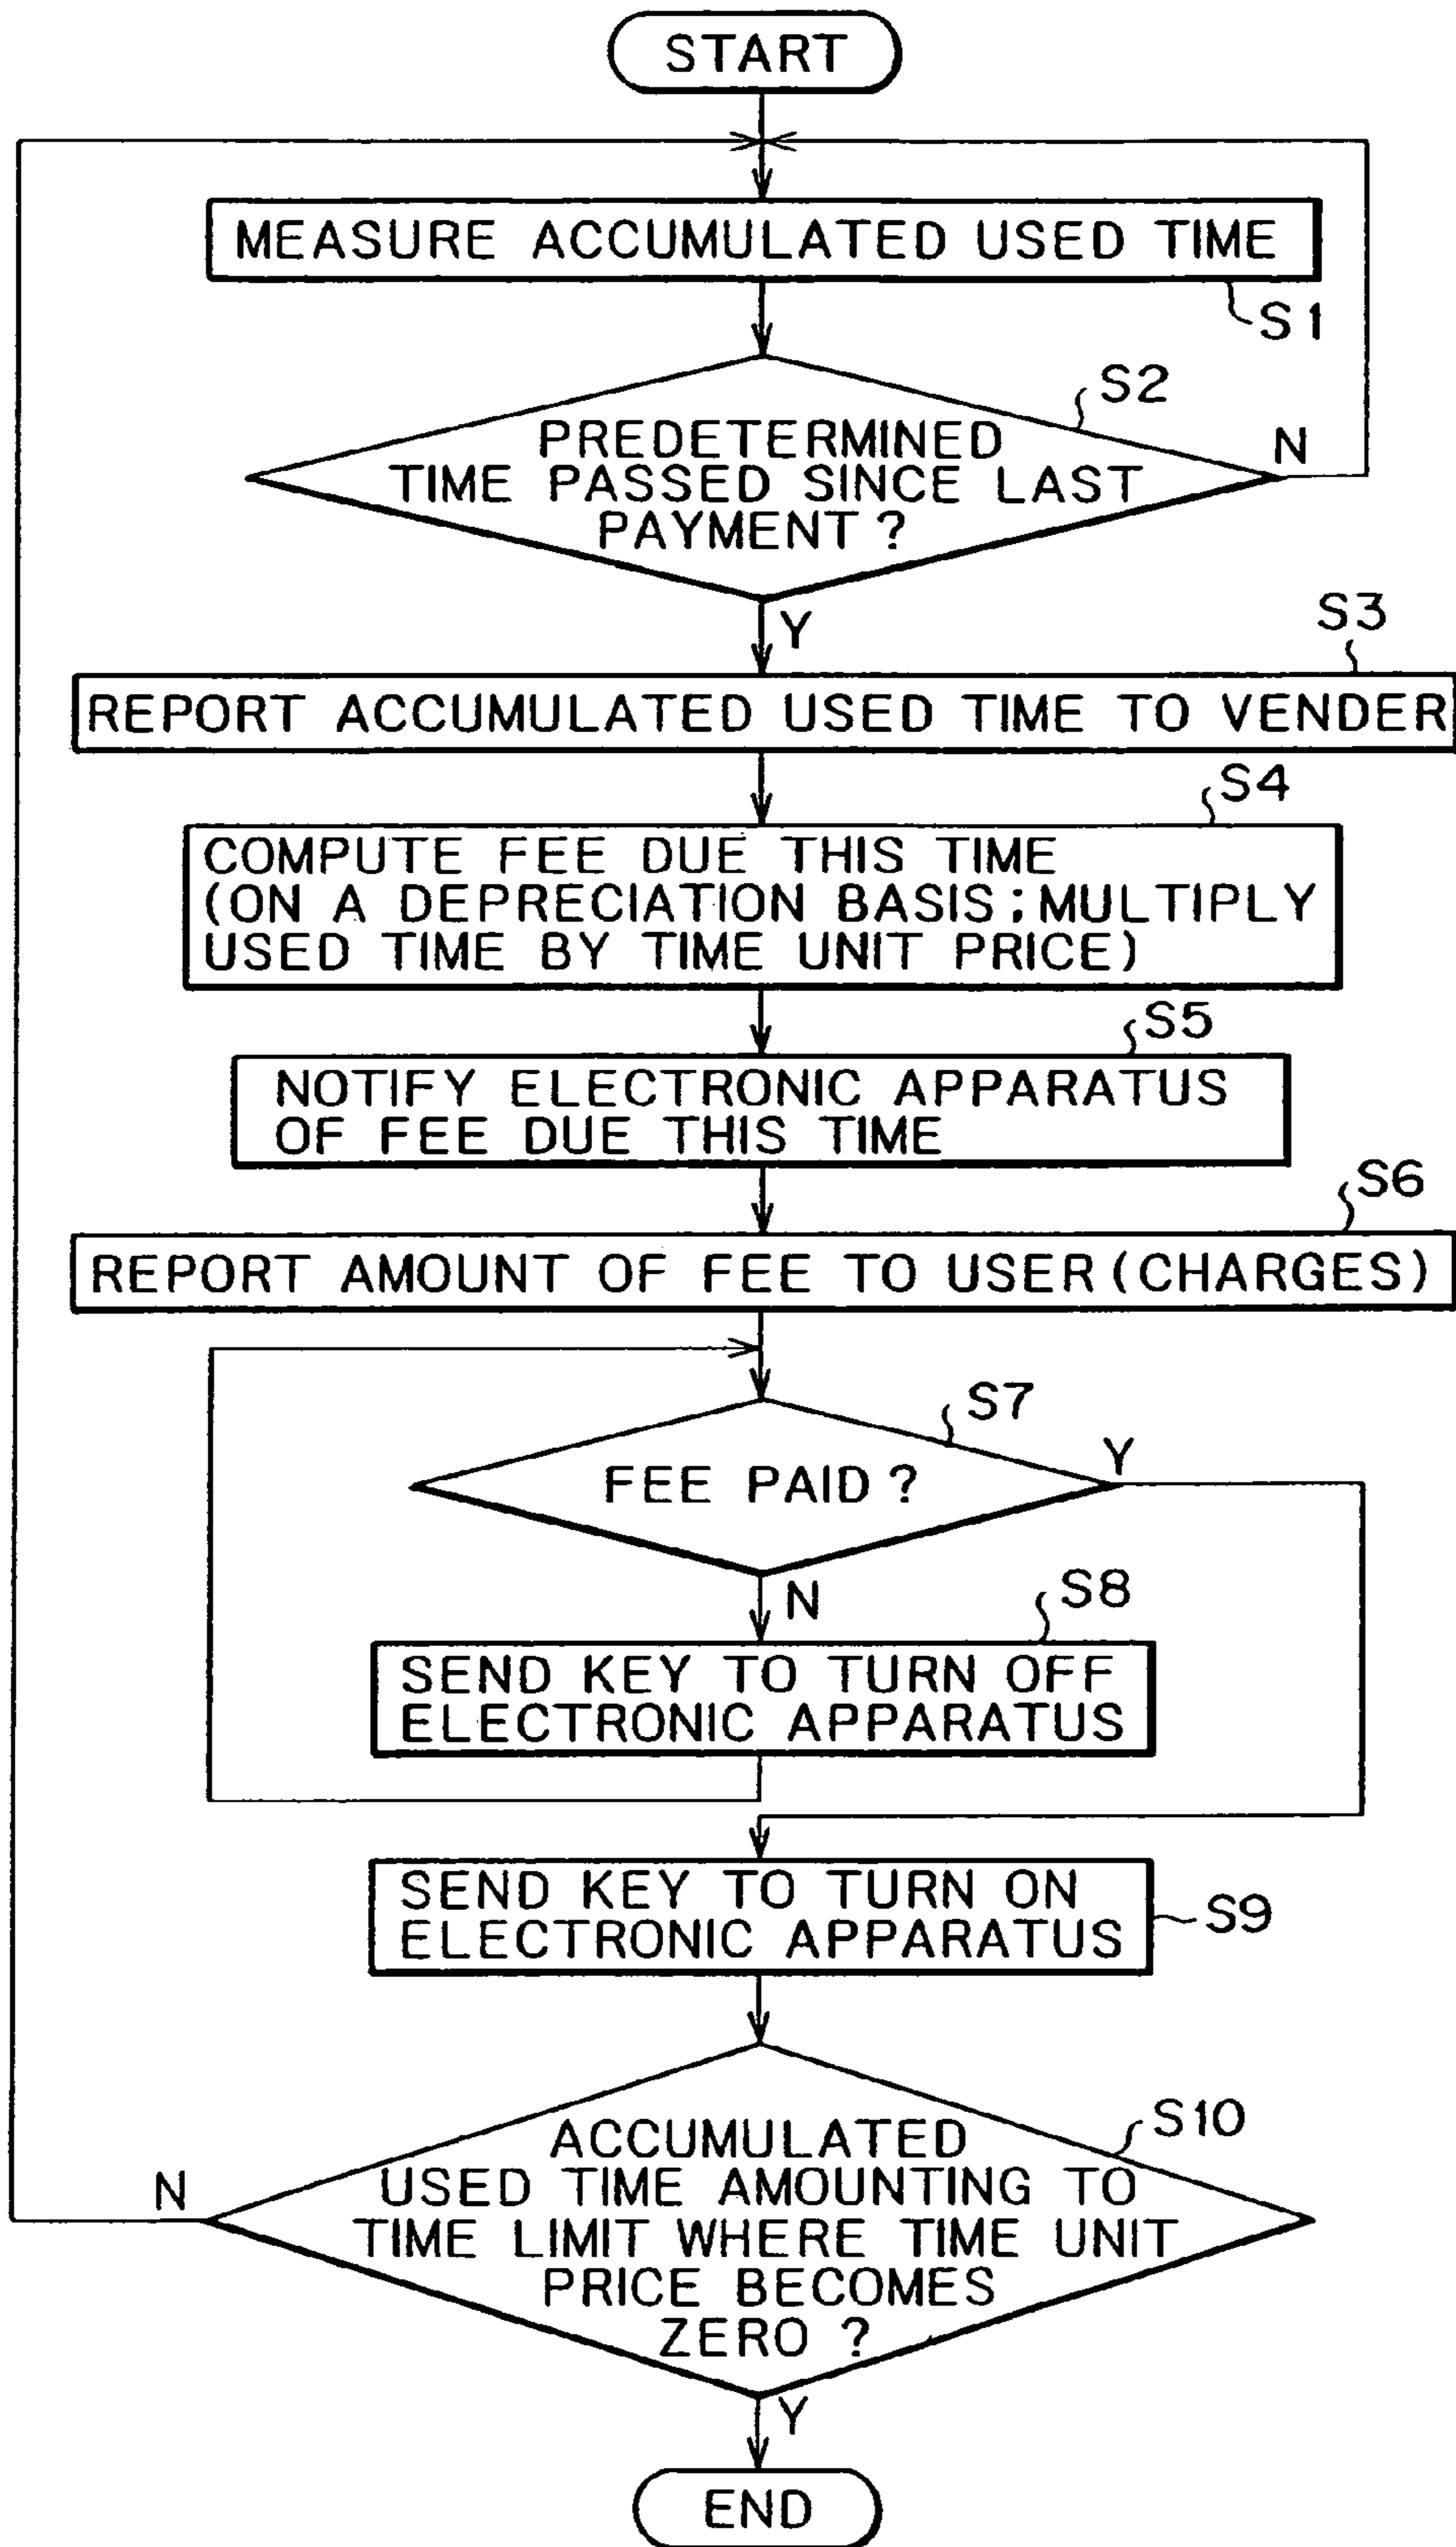 START
MEASURE ACCUMULATED USED TIME
S1
S2
PREDETERMINED
TIME PASSED SINCE LAST
PAYMENT ?
N
Y
S3
REPORT ACCUMULATED USED TIME TO VENDER
S4
COMPUTE FEE DUE THIS TIME
(ON A DEPRECIATION BASIS ; MULTIPLY
USED TIME BY TIME UNIT PRICE)
S5
NOTIFY ELECTRONIC APPARATUS
OF FEE DUE THIS TIME
S6
REPORT AMOUNT OF FEE TO USER (CHARGES)
S7
FEE PAID ?
Y
N
S8
SEND KEY TO TURN OFF
ELECTRONIC APPARATUS
SEND KEY TO TURN ON
ELECTRONIC APPARATUS
S9
S10
ACCUMULATED
USED TIME AMOUNTING TO
TIME LIMIT WHERE TIME UNIT
PRICE BECOMES
ZERO ?
N
Y
END